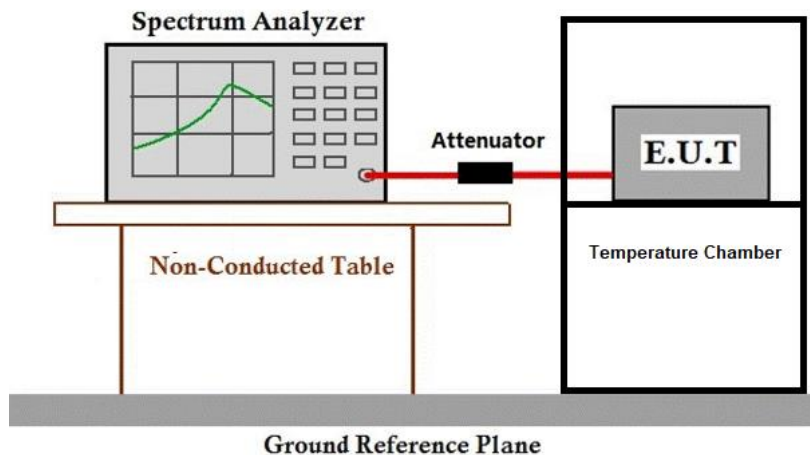 Spectrum Analyzer
Attenuator
E.U.T
Non-Conducted Table
Temperature Chamber
Ground Reference Plane